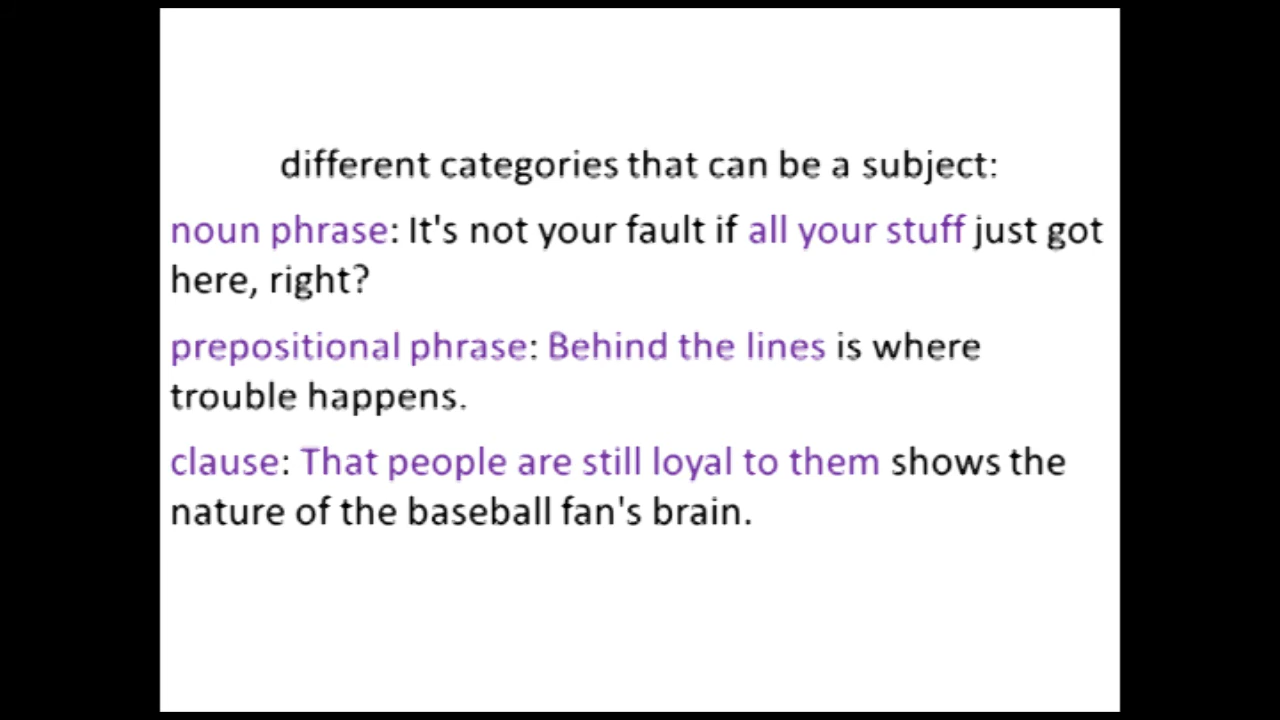 different categories that can be a subject:
noun phrase: It's not your fault if all your stuff just got
here, right?
prepositional phrase: Behind the lines is where
trouble happens.
clause: That people are still loyal to them shows the
nature of the baseball fan's brain.